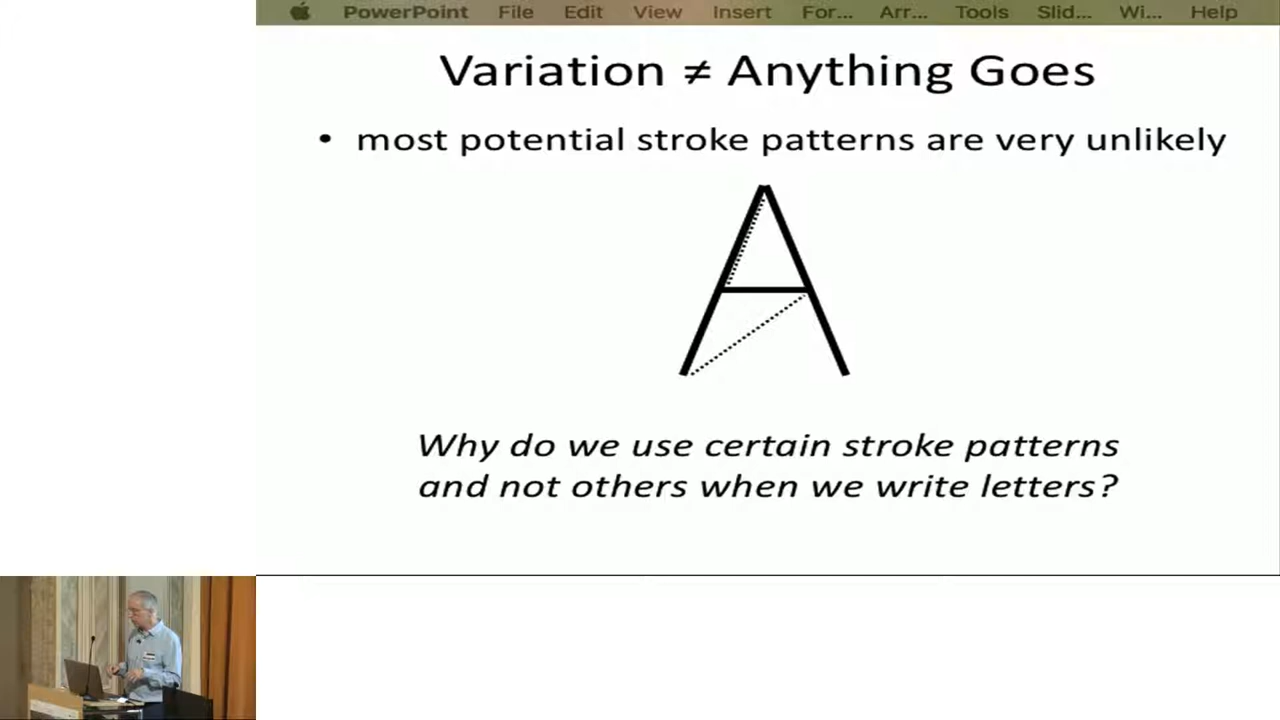 PowerPoint File Edit View Insert For... Arr... Tools Slid... Wi... Help
Variation ≠ Anything Goes
• most potential stroke patterns are very unlikely
Why do we use certain stroke patterns
and not others when we write letters?